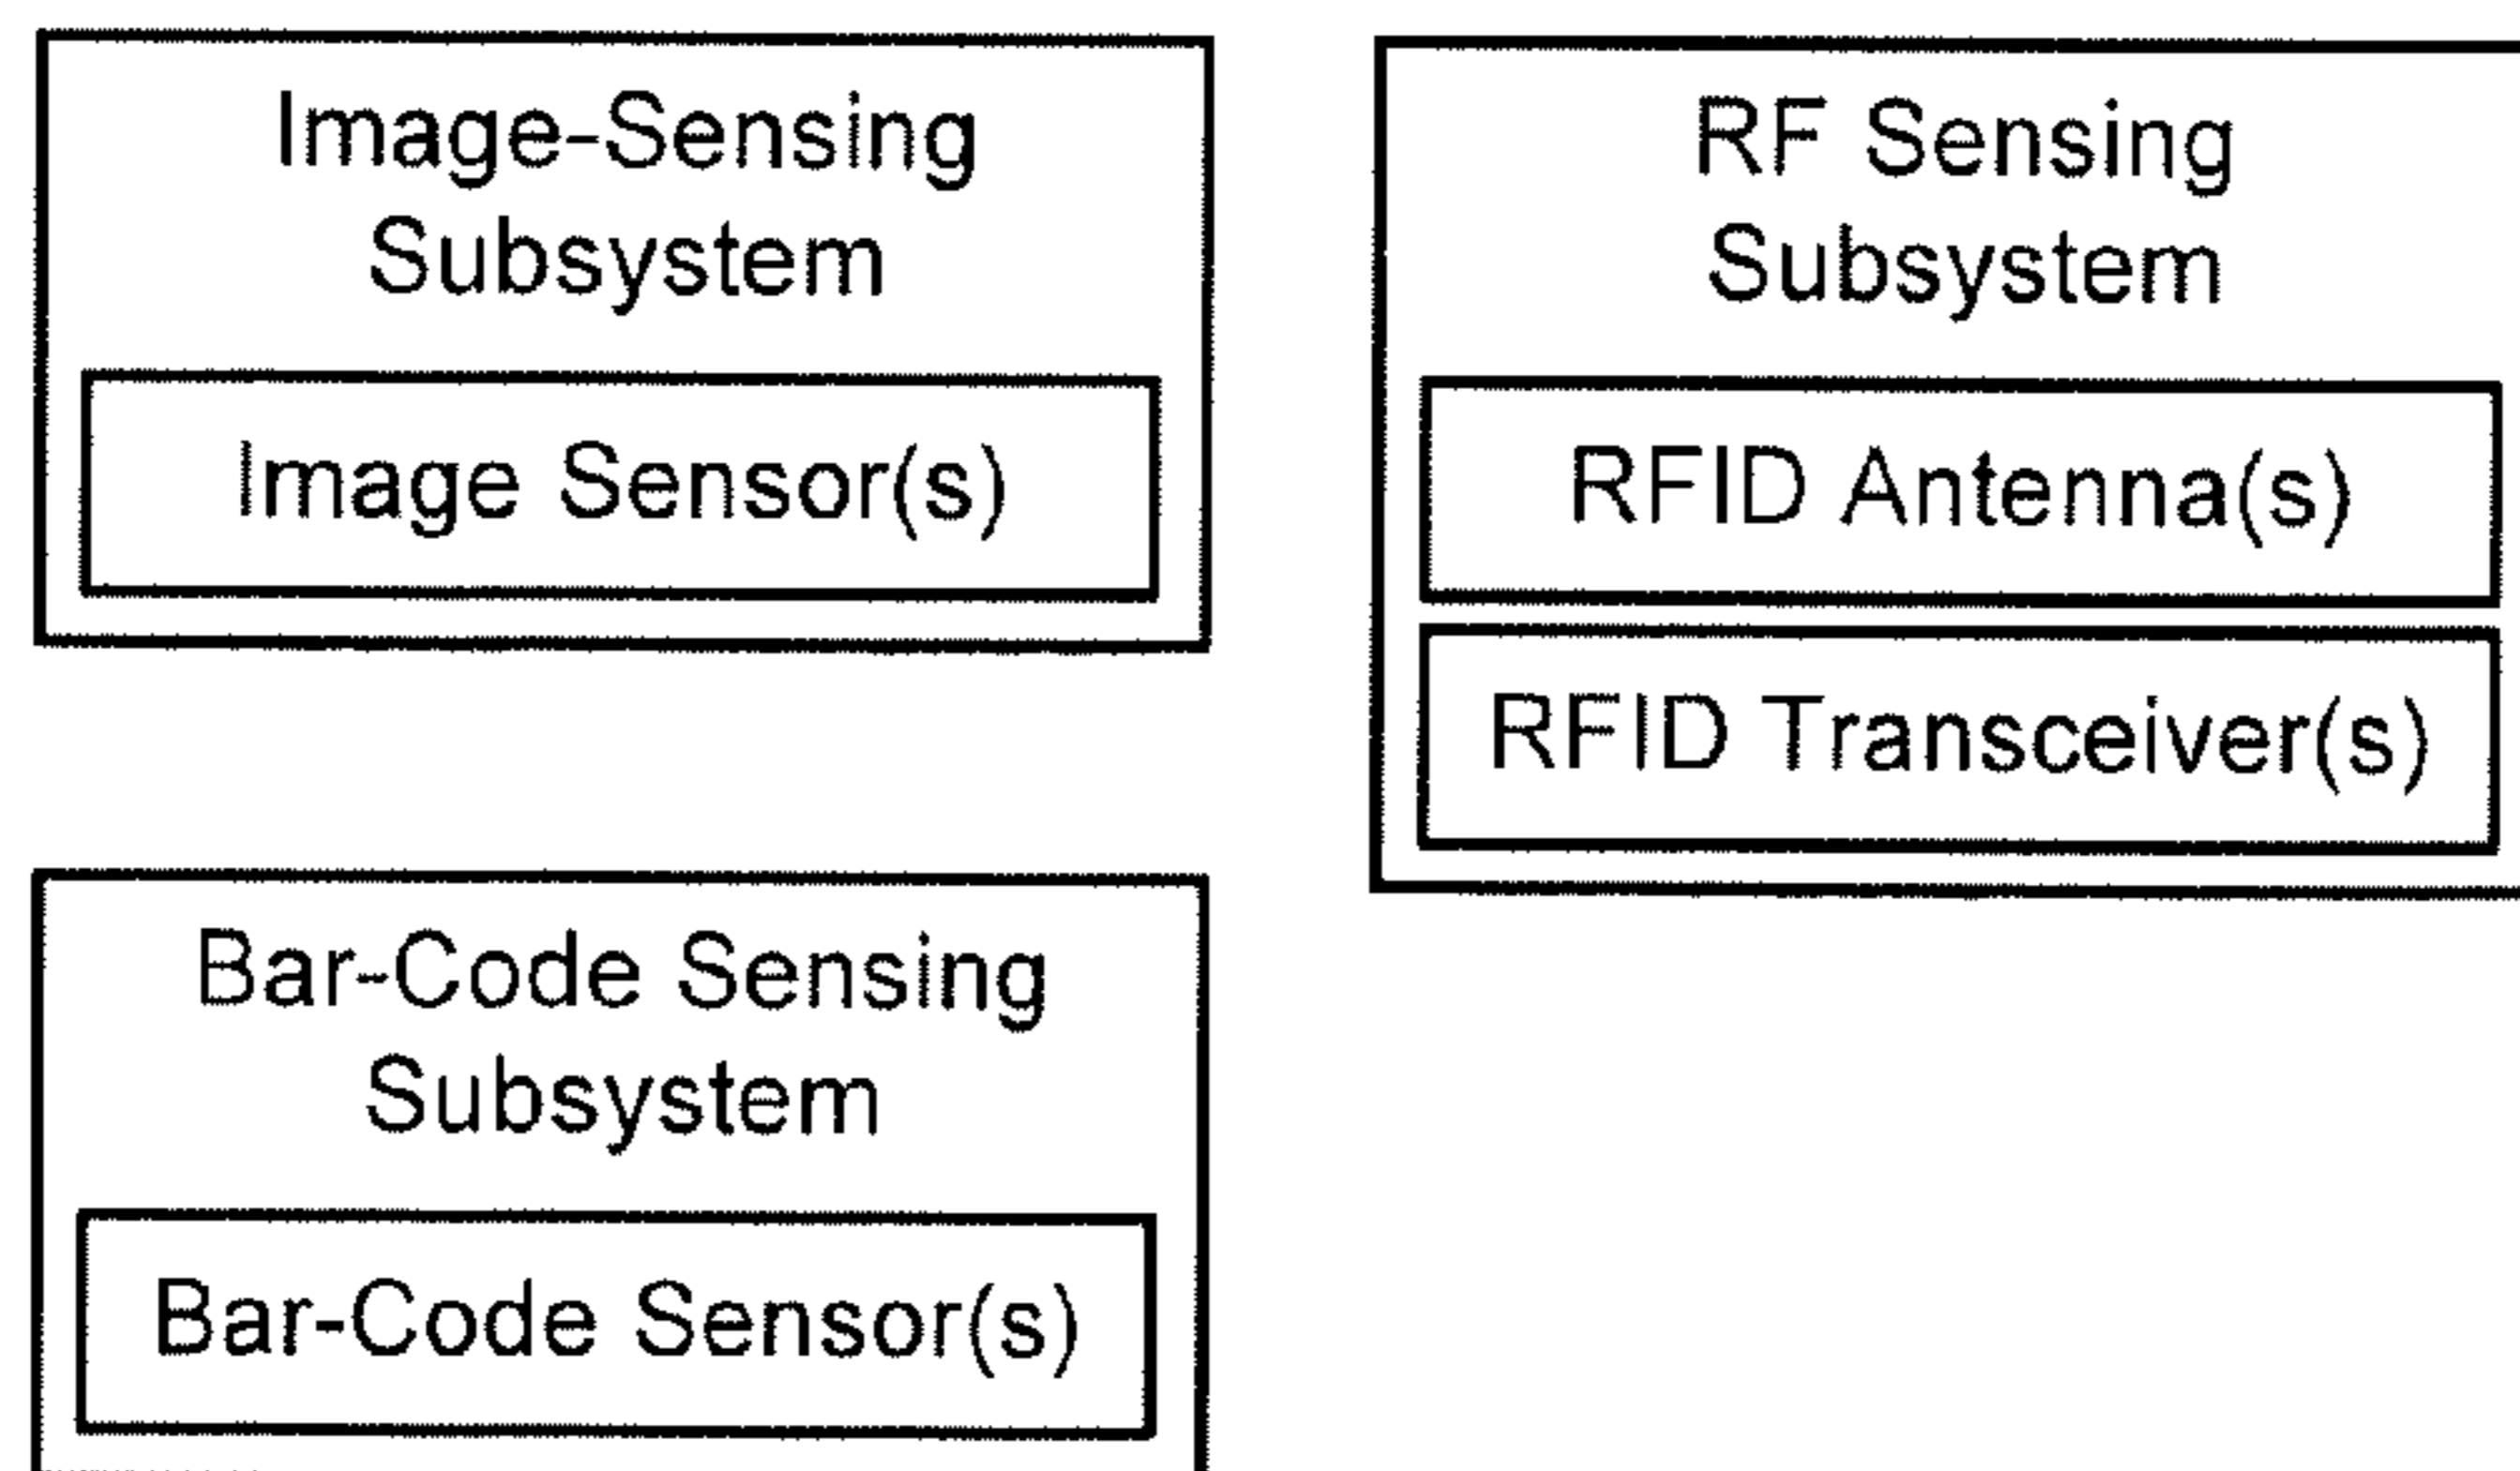 Image-Sensing
Subsystem
Image Sensor(s)
RF Sensing
Subsystem
RFID Antenna(s)
RFID Transceiver(s)
Bar-Code Sensing
Subsystem
Bar-Code Sensor(s)